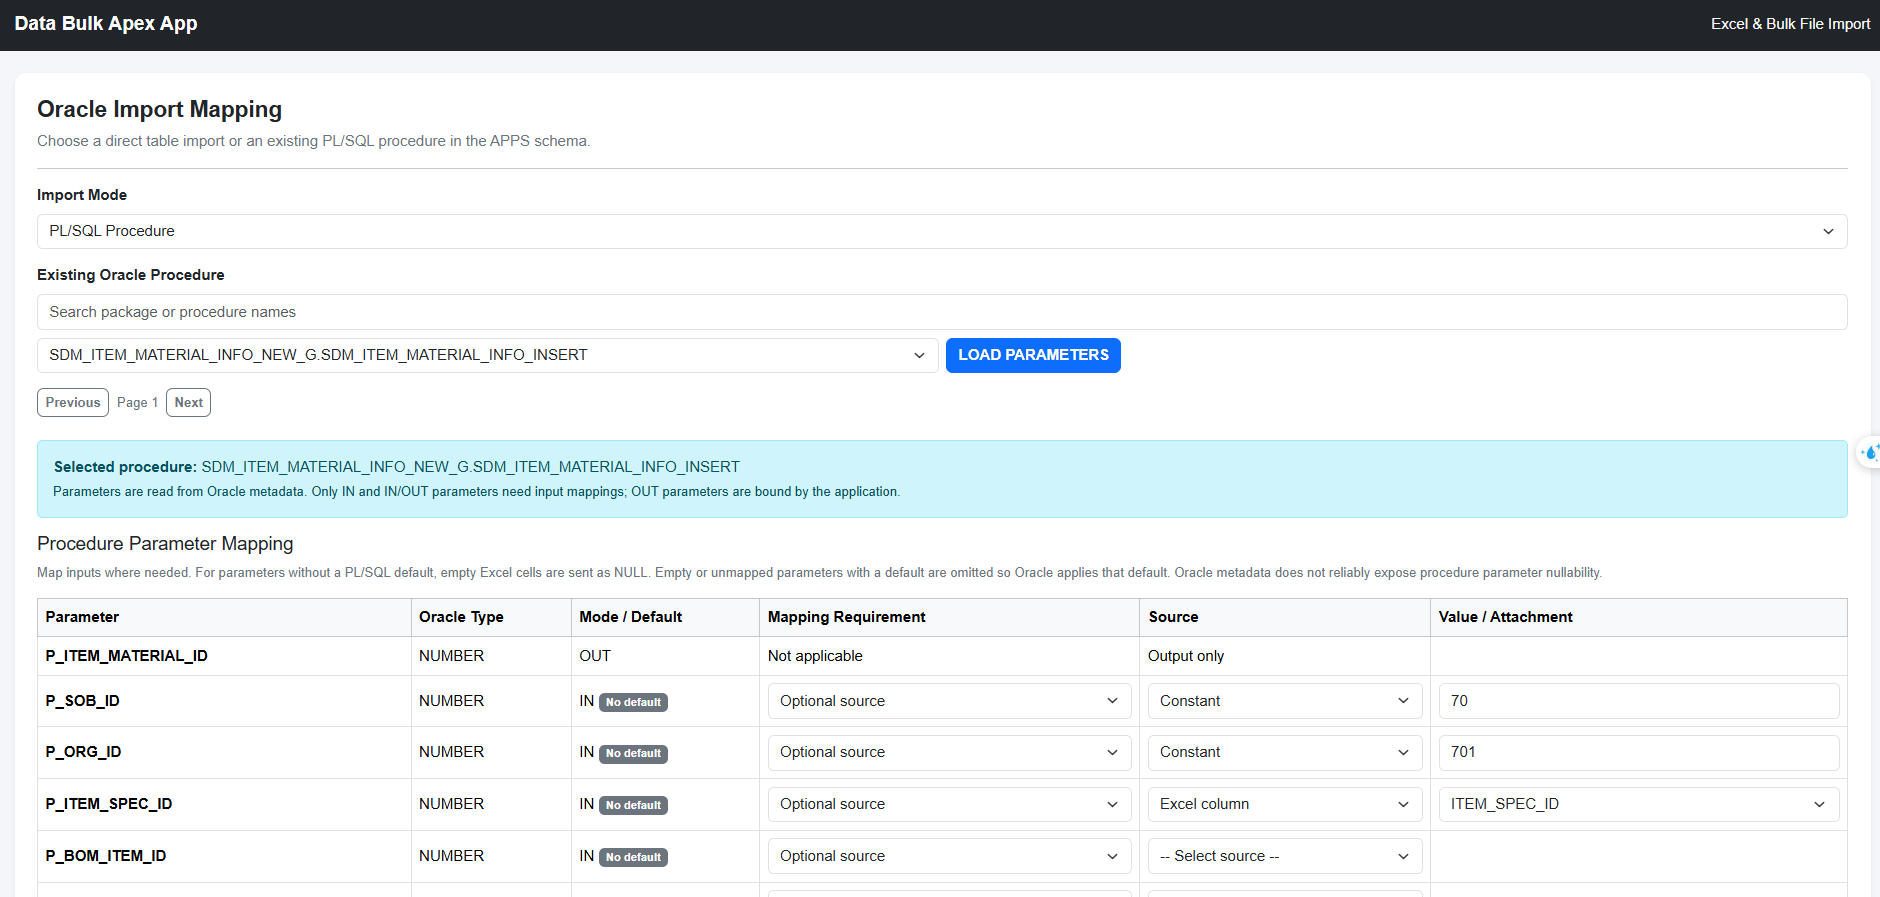 Data Bulk Apex App
Excel & Bulk File Import
Oracle Import Mapping
Choose a direct table import or an existing PL/SQL procedure in the APPS schema.
Import Mode
PL/SQL Procedure
Existing Oracle Procedure
Search package or procedure names
SDM_ITEM_MATERIAL_INFO_NEW_G.SDM_ITEM_MATERIAL_INFO_INSERT
LOAD PARAMETERS
Previous Page 1 Next
Selected procedure: SDM_ITEM_MATERIAL_INFO_NEW_G.SDM_ITEM_MATERIAL_INFO_INSERT
Parameters are read from Oracle metadata. Only IN and IN/OUT parameters need input mappings; OUT parameters are bound by the application.
Procedure Parameter Mapping
Map inputs where needed. For parameters without a PL/SQL default, empty Excel cells are sent as NULL. Empty or unmapped parameters with a default are omitted so Oracle applies that default. Oracle metadata does not reliably expose procedure parameter nullability.
Parameter Oracle Type Mode / Default Mapping Requirement Source Value / Attachment
P_ITEM_MATERIAL_ID NUMBER OUT Not applicable Output only
P_SOB_ID NUMBER IN No default Optional source Constant 70
P_ORG_ID NUMBER IN No default Optional source Constant 701
P_ITEM_SPEC_ID NUMBER IN No default Optional source Excel column ITEM_SPEC_ID
P_BOM_ITEM_ID NUMBER IN No default Optional source -- Select source --